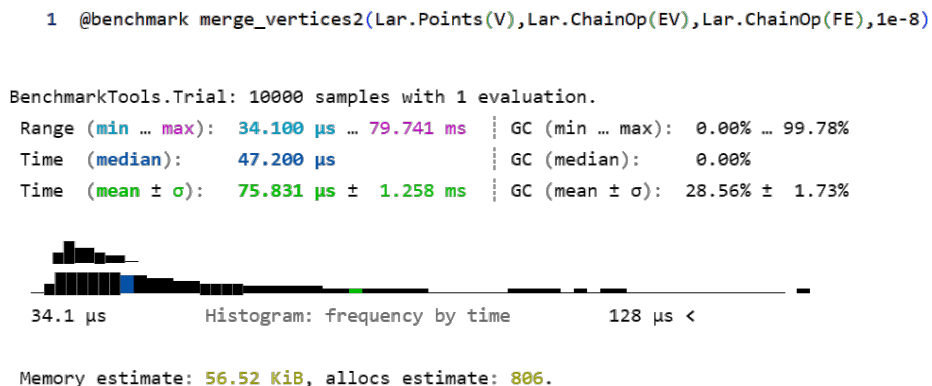 1 @benchmark merge_vertices2(Lar.Points(V),Lar.ChainOp(EV),Lar.ChainOp(FE),1e-8)
BenchmarkTools.Trial: 10000 samples with 1 evaluation.
Range (min … max): 34.100 μs … 79.741 ms ┊ GC (min … max): 0.00% … 99.78%
Time (median): 47.200 μs ┊ GC (median): 0.00%
Time (mean ± σ): 75.831 μs ± 1.258 ms ┊ GC (mean ± σ): 28.56% ± 1.73%
34.1 μs Histogram: frequency by time 128 μs <
Memory estimate: 56.52 KiB, allocs estimate: 806.